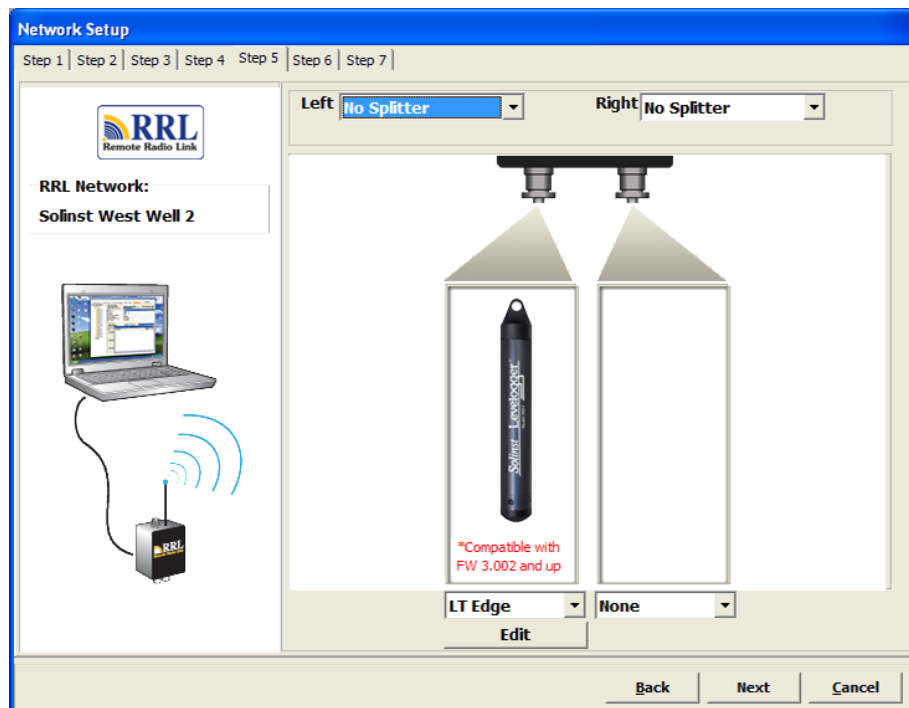 Network Setup
Step 1 Step 2 Step 3 Step 4 Step 5 Step 6 Step 7
Left No Splitter Right No Splitter
RRL
Remote Radio Link
RRL Network:
Solinst West Well 2
Solinst Levelogger
RRL
*Compatible with
FW 3.002 and up
LT Edge None
Edit
Back Next Cancel